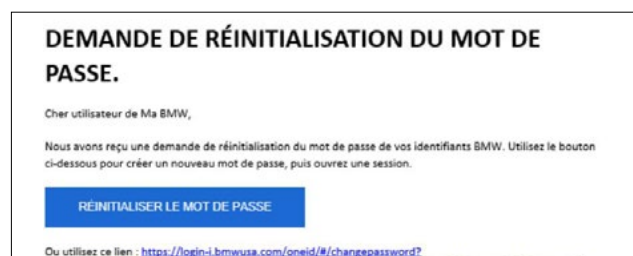 DEMANDE DE RÉINITIALISATION DU MOT DE
PASSE.
Cher utilisateur de Ma BMW,
Nous avons reçu une demande de réinitialisation du mot de passe de vos identifiants BMW. Utilisez le bouton
ci-dessous pour créer un nouveau mot de passe, puis ouvrez une session.
RÉINITIALISER LE MOT DE PASSE
Ou utilisez ce lien : https://login-i.bmwusa.com/oneid/#/changepassword?